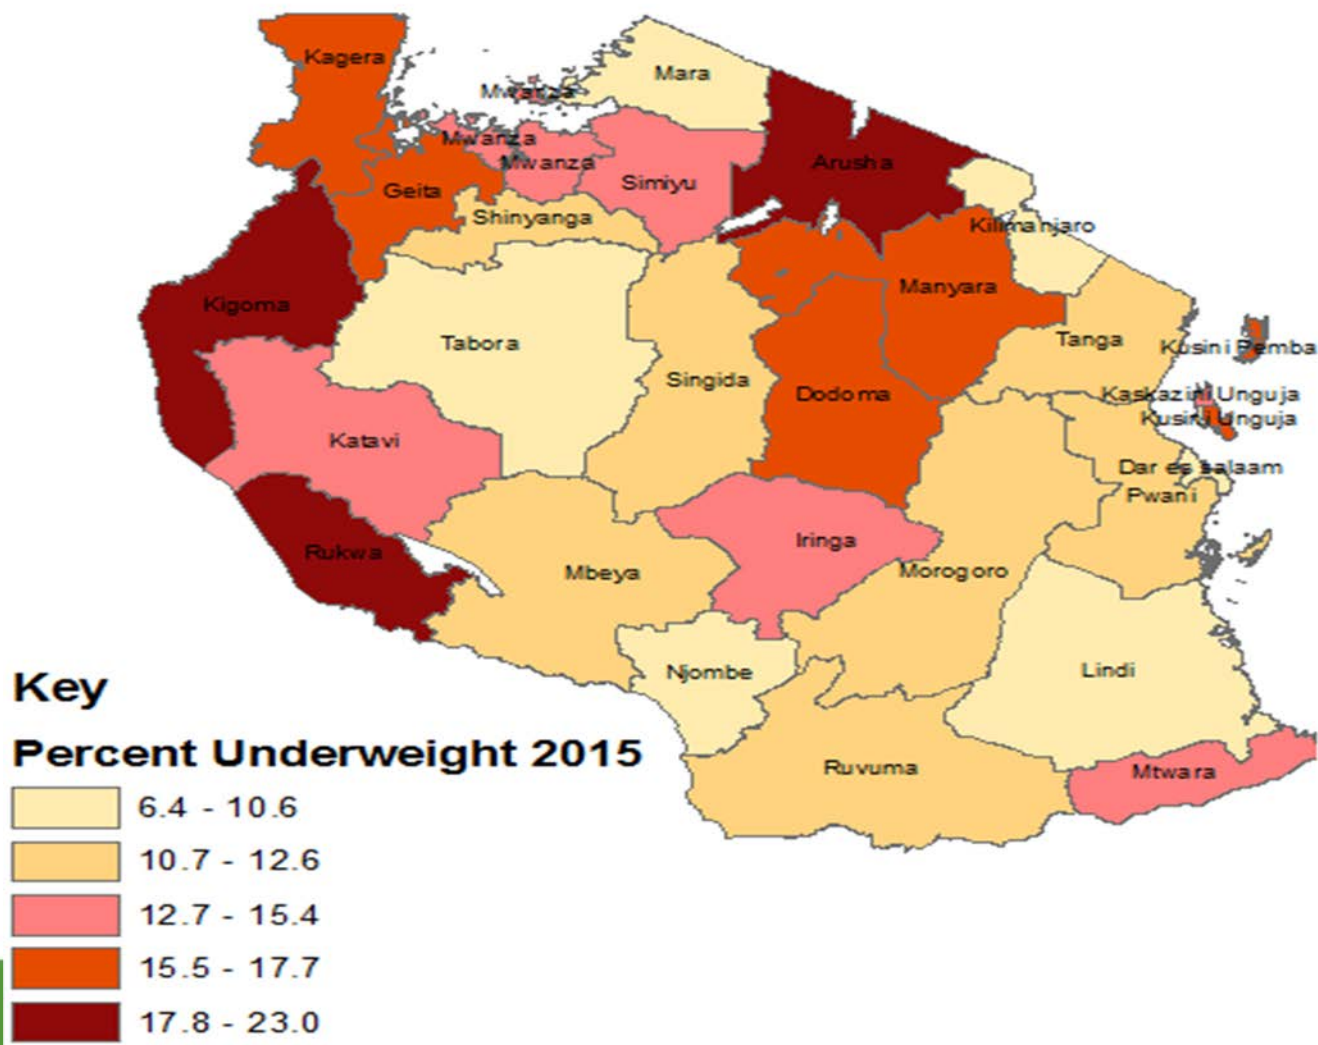 Kagera
Mara
Mwanza
Mwanza
Mwanza
Arusha
Simiyu
Geita
Shinyanga
Kilimanjaro
Manyara
Kigoma
Tabora
Tanga
Kusini Pemba
Singida
Dodoma
Kaskazini Unguja
Kusini Unguja
Katavi
Dar es salaam
Pwani
Iringa
Rukwa
Mbeya
Morogoro
Njombe
Lindi
Ruvuma
Mtwara
Key
Percent Underweight 2015
6.4 - 10.6
10.7 - 12.6
12.7 - 15.4
15.5 - 17.7
17.8 - 23.0